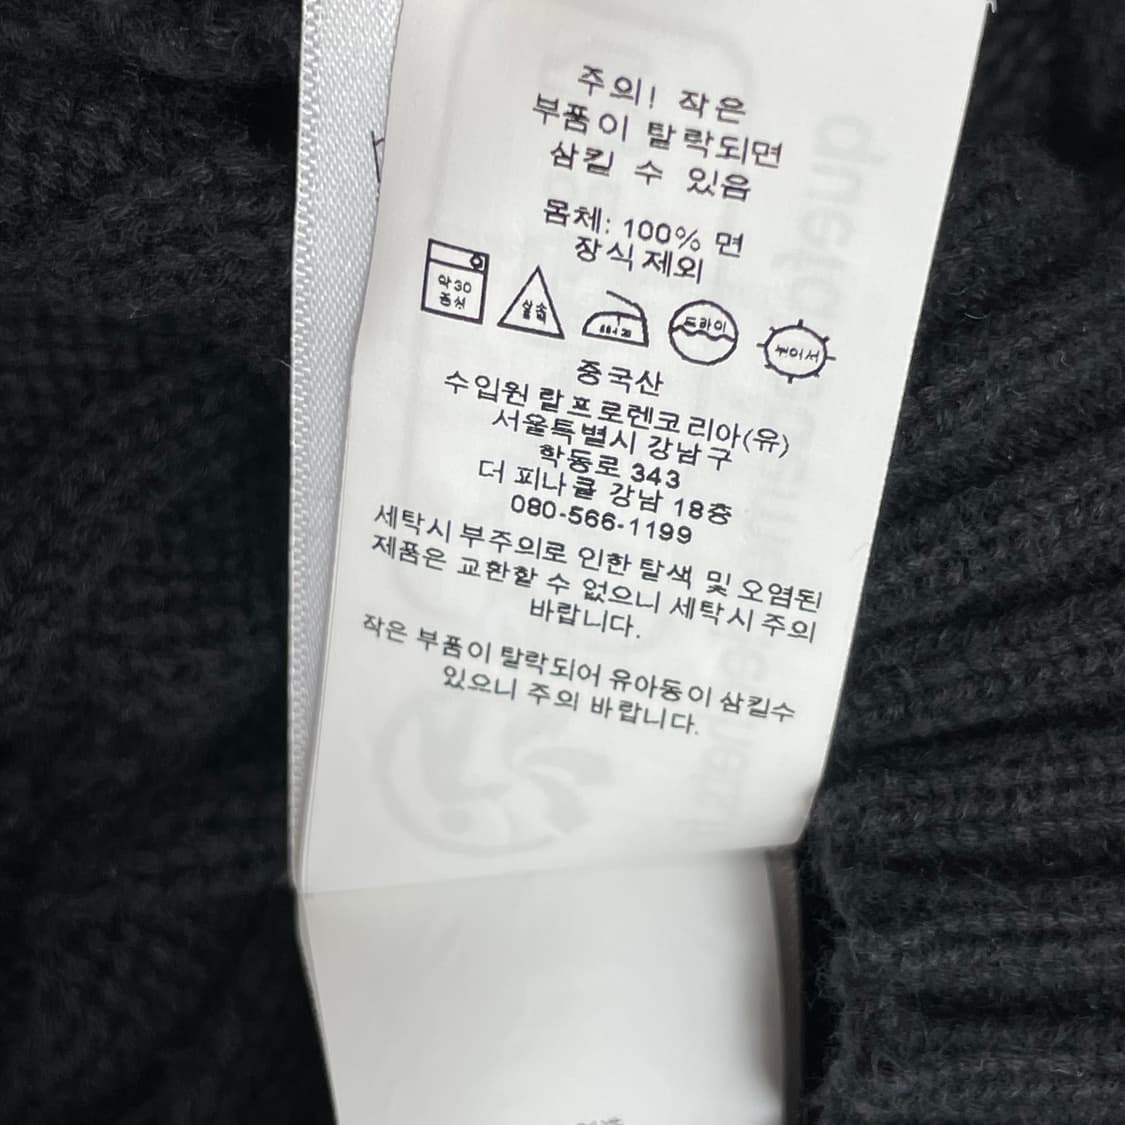 주의! 작은
부품이 탈락되면
삼킬 수 있음
몸체: 100% 면
장식제외
약30
중성
드라이
뉘어서
중국산
수입원 랄프로렌코리아(유)
서울특별시 강남구
학동로 343
더 피나클 강남 18층
080-566-1199
세탁시 부주의로 인한 탈색 및 오염된
제품은 교환할 수 없으니 세탁시 주의
바랍니다.
작은 부품이 탈락되어 유아동이 삼킬수
있으니 주의 바랍니다.